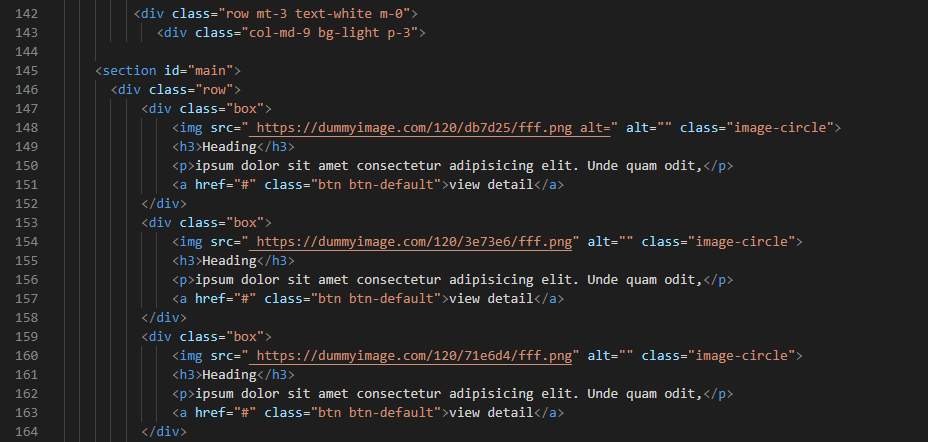 142 <div class="row mt-3 text-white m-0">
143 <div class="col-md-9 bg-light p-3">
144
145 <section id="main">
146 <div class="row">
147 <div class="box">
148 <img src=" https://dummyimage.com/120/db7d25/fff.png alt=" alt="" class="image-circle">
149 <h3>Heading</h3>
150 <p>ipsum dolor sit amet consectetur adipisicing elit. Unde quam odit,</p>
151 <a href="#" class="btn btn-default">view detail</a>
152 </div>
153 <div class="box">
154 <img src=" https://dummyimage.com/120/3e73e6/fff.png" alt="" class="image-circle">
155 <h3>Heading</h3>
156 <p>ipsum dolor sit amet consectetur adipisicing elit. Unde quam odit,</p>
157 <a href="#" class="btn btn-default">view detail</a>
158 </div>
159 <div class="box">
160 <img src=" https://dummyimage.com/120/71e6d4/fff.png" alt="" class="image-circle">
161 <h3>Heading</h3>
162 <p>ipsum dolor sit amet consectetur adipisicing elit. Unde quam odit,</p>
163 <a href="#" class="btn btn-default">view detail</a>
164 </div>